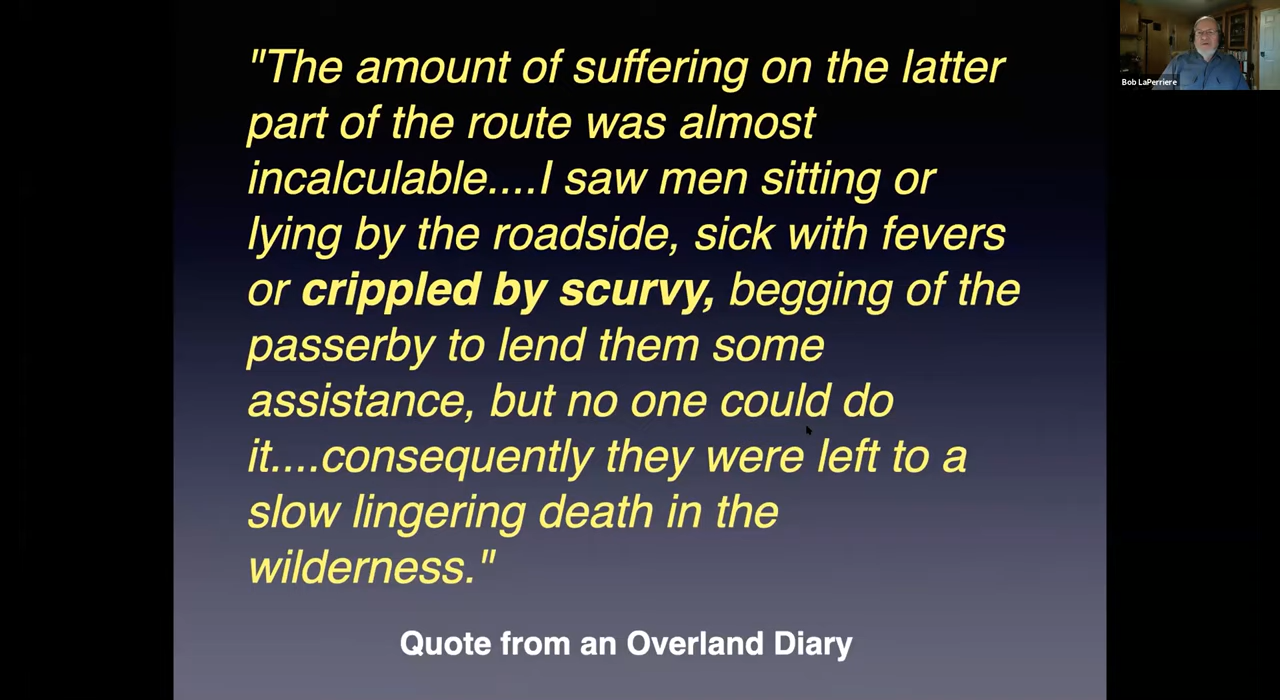 "The amount of suffering on the latter
part of the route was almost
incalculable....I saw men sitting or
lying by the roadside, sick with fevers
or crippled by scurvy, begging of the
passerby to lend them some
assistance, but no one could do
it....consequently they were left to a
slow lingering death in the
wilderness."
Quote from an Overland Diary
Bob LaPerriere